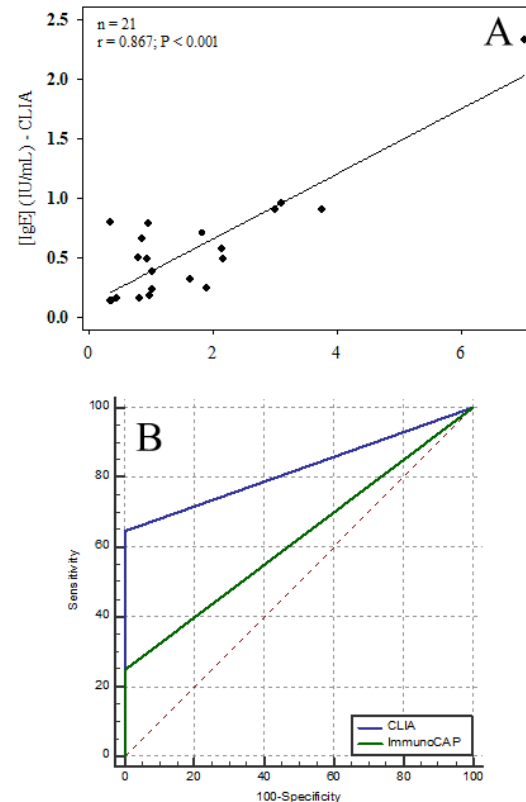 n = 21
r = 0.867; P < 0.001
A
[IgE] (IU/mL) - CLIA
2.5
2.0
1.5
1.0
0.5
0.0
0 2 4 6
B
Sensitivity
100
80
60
40
20
0
CLIA
ImmunoCAP
0 20 40 60 80 100
100-Specificity